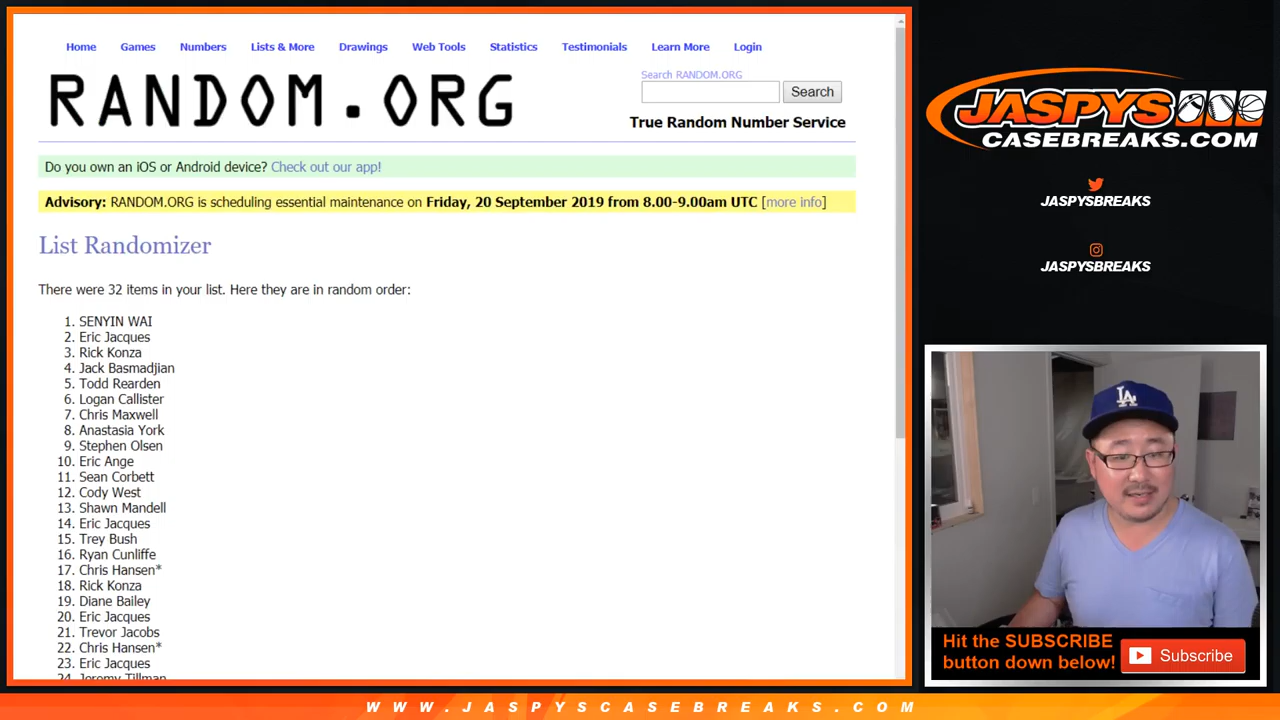 Home Games Numbers Lists & More Drawings Web Tools Statistics Testimonials Learn More Login
RANDOM.ORG
Search RANDOM.ORG
Search
True Random Number Service
Do you own an iOS or Android device? Check out our app!
Advisory: RANDOM.ORG is scheduling essential maintenance on Friday, 20 September 2019 from 8.00-9.00am UTC [more info]
List Randomizer
There were 32 items in your list. Here they are in random order:
1. SENYIN WAI
2. Eric Jacques
3. Rick Konza
4. Jack Basmadjian
5. Todd Rearden
6. Logan Callister
7. Chris Maxwell
8. Anastasia York
9. Stephen Olsen
10. Eric Ange
11. Sean Corbett
12. Cody West
13. Shawn Mandell
14. Eric Jacques
15. Trey Bush
16. Ryan Cunliffe
17. Chris Hansen*
18. Rick Konza
19. Diane Bailey
20. Eric Jacques
21. Trevor Jacobs
22. Chris Hansen*
23. Eric Jacques
24. Jeremy Tillman
JASPYS
CASEBREAKS.COM
JASPYSBREAKS
JASPYSBREAKS
LA
Hit the SUBSCRIBE
button down below!
Subscribe
WWW.JASPYSCASEBREAKS.COM